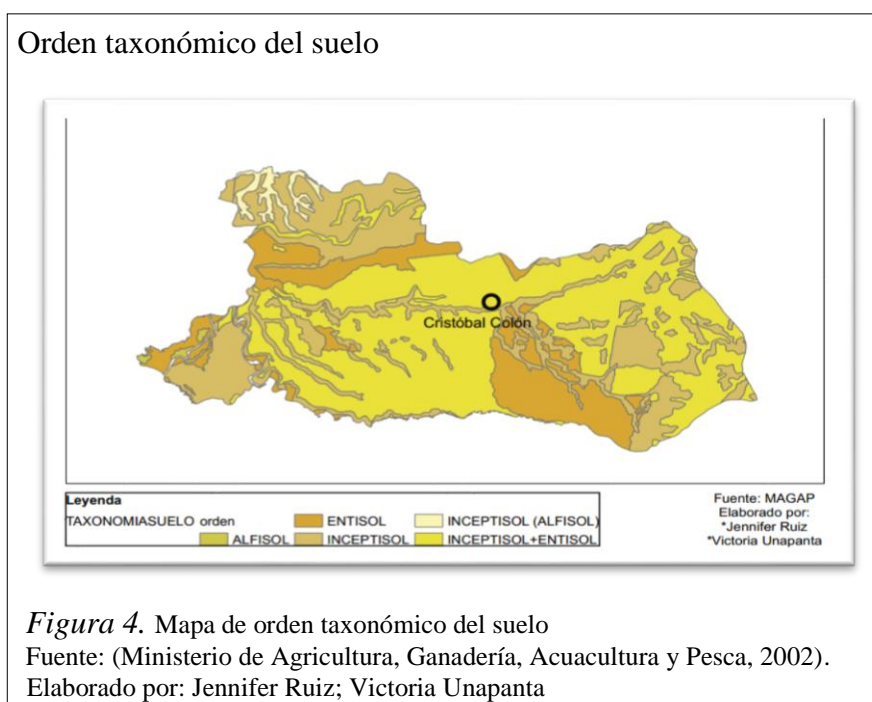 Orden taxonómico del suelo
Cristóbal Colón
Leyenda
TAXONOMIASUELO orden ENTISOL INCEPTISOL (ALFISOL)
ALFISOL INCEPTISOL INCEPTISOL+ENTISOL
Fuente: MAGAP
Elaborado por:
*Jennifer Ruiz
*Victoria Unapanta
Figura 4. Mapa de orden taxonómico del suelo
Fuente: (Ministerio de Agricultura, Ganadería, Acuacultura y Pesca, 2002).
Elaborado por: Jennifer Ruiz; Victoria Unapanta